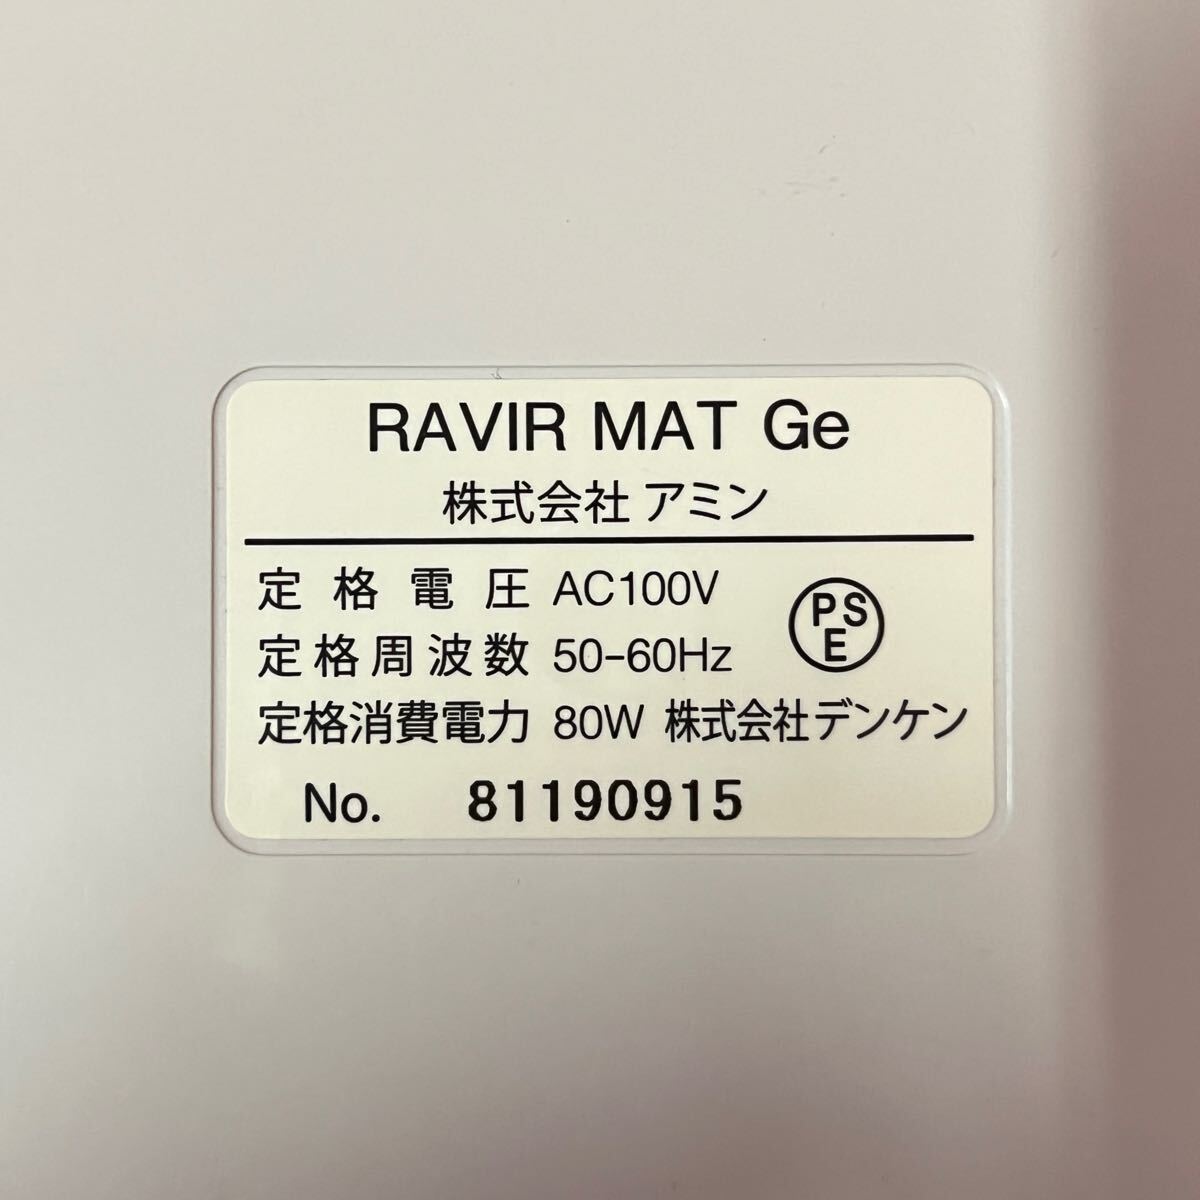 RAVIR MAT Ge
株式会社 アミン
定格電圧 AC100V
PSE
定格周波数 50-60Hz
定格消費電力 80W 株式会社デンケン
No. 81190915